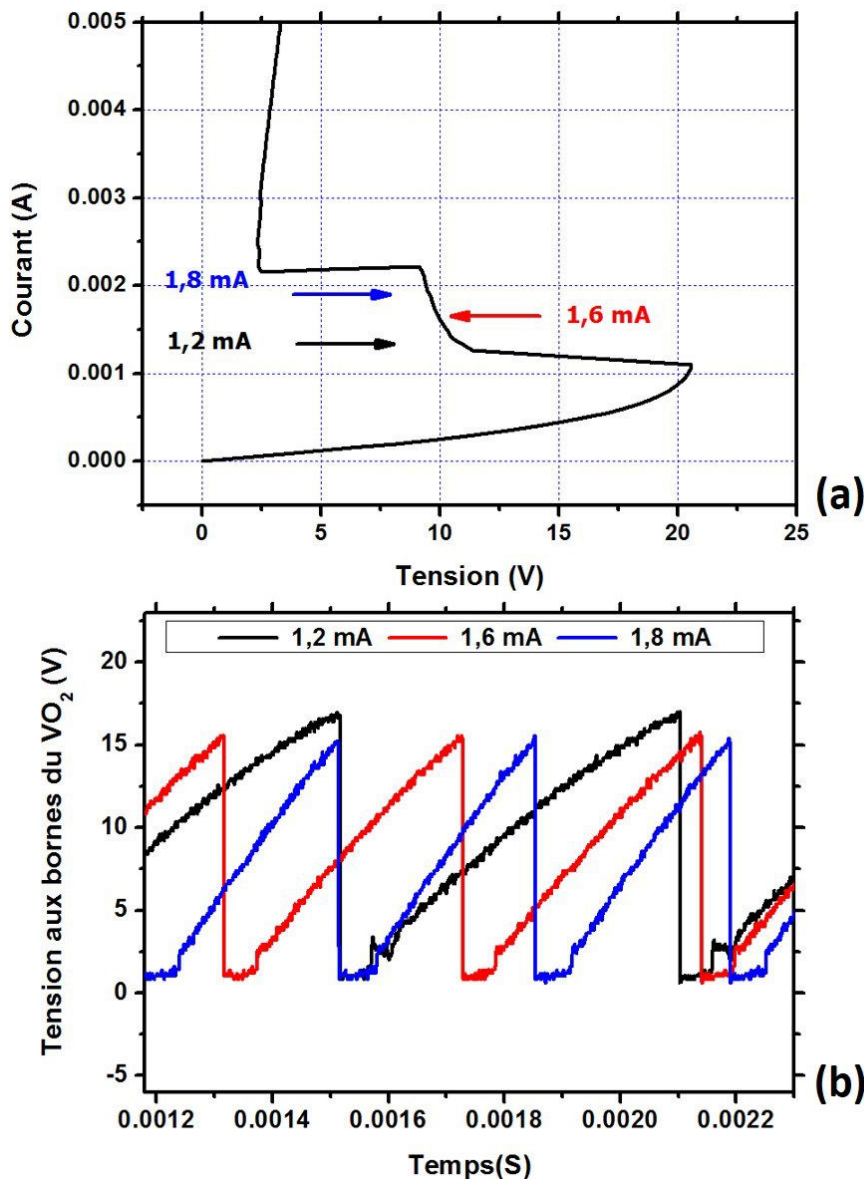 0.005
0.004
0.003
0.002
0.001
0.000
Courant (A)
1,8 mA
1,6 mA
1,2 mA
0 5 10 15 20 25
Tension (V)
(a)
20
15
10
5
0
-5
Tension aux bornes du VO2 (V)
1,2 mA 1,6 mA 1,8 mA
0.0012 0.0014 0.0016 0.0018 0.0020 0.0022
Temps(S)
(b)